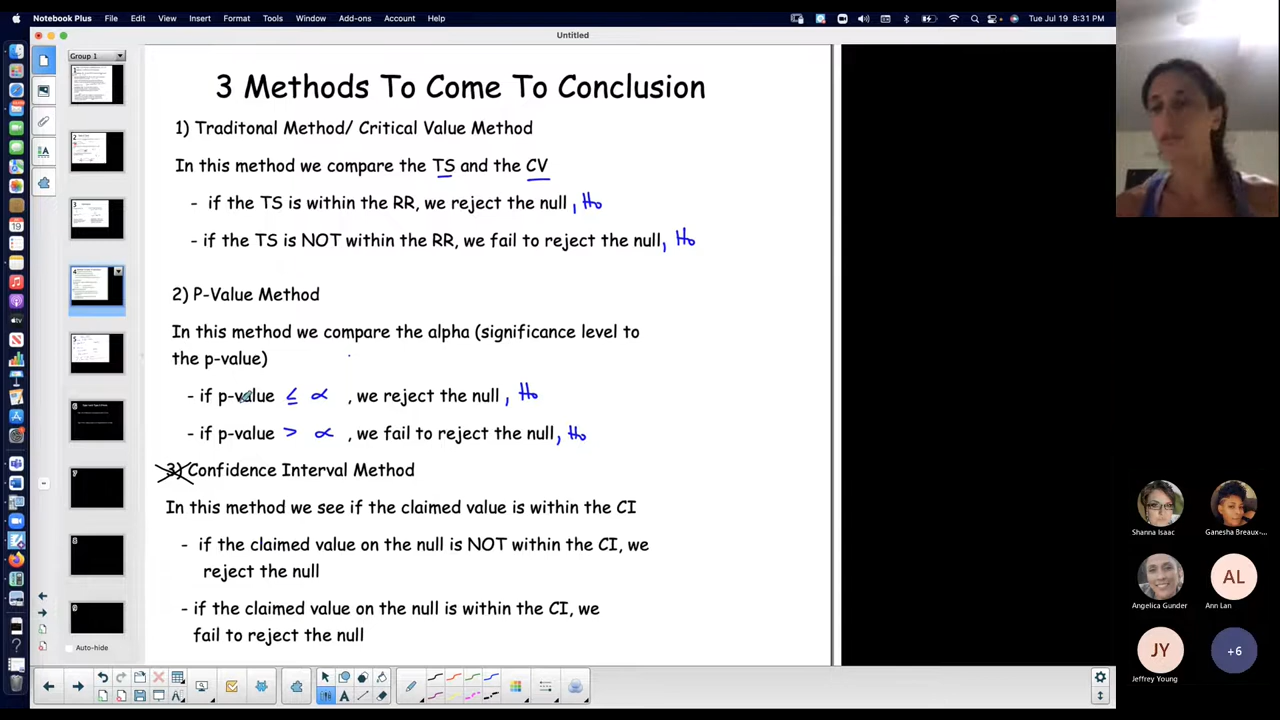 Notebook Plus File Edit View Insert Format Tools Window Add-ons Account Help
Tue Jul 19 8:31 PM
Untitled
Group 1
3 Methods To Come To Conclusion
1) Traditonal Method/ Critical Value Method
In this method we compare the TS and the CV
- if the TS is within the RR, we reject the null, Ho
- if the TS is NOT within the RR, we fail to reject the null, Ho
2) P-Value Method
In this method we compare the alpha (significance level to
the p-value)
- if p-value ≤ α , we reject the null, Ho
- if p-value > α , we fail to reject the null, Ho
3) Confidence Interval Method
In this method we see if the claimed value is within the CI
- if the claimed value on the null is NOT within the CI, we
reject the null
- if the claimed value on the null is within the CI, we
fail to reject the null
Auto-hide
Shanna Isaac
Ganesha Breaux-...
Angelica Gunder
AL
Ann Lan
JY
Jeffrey Young
+6